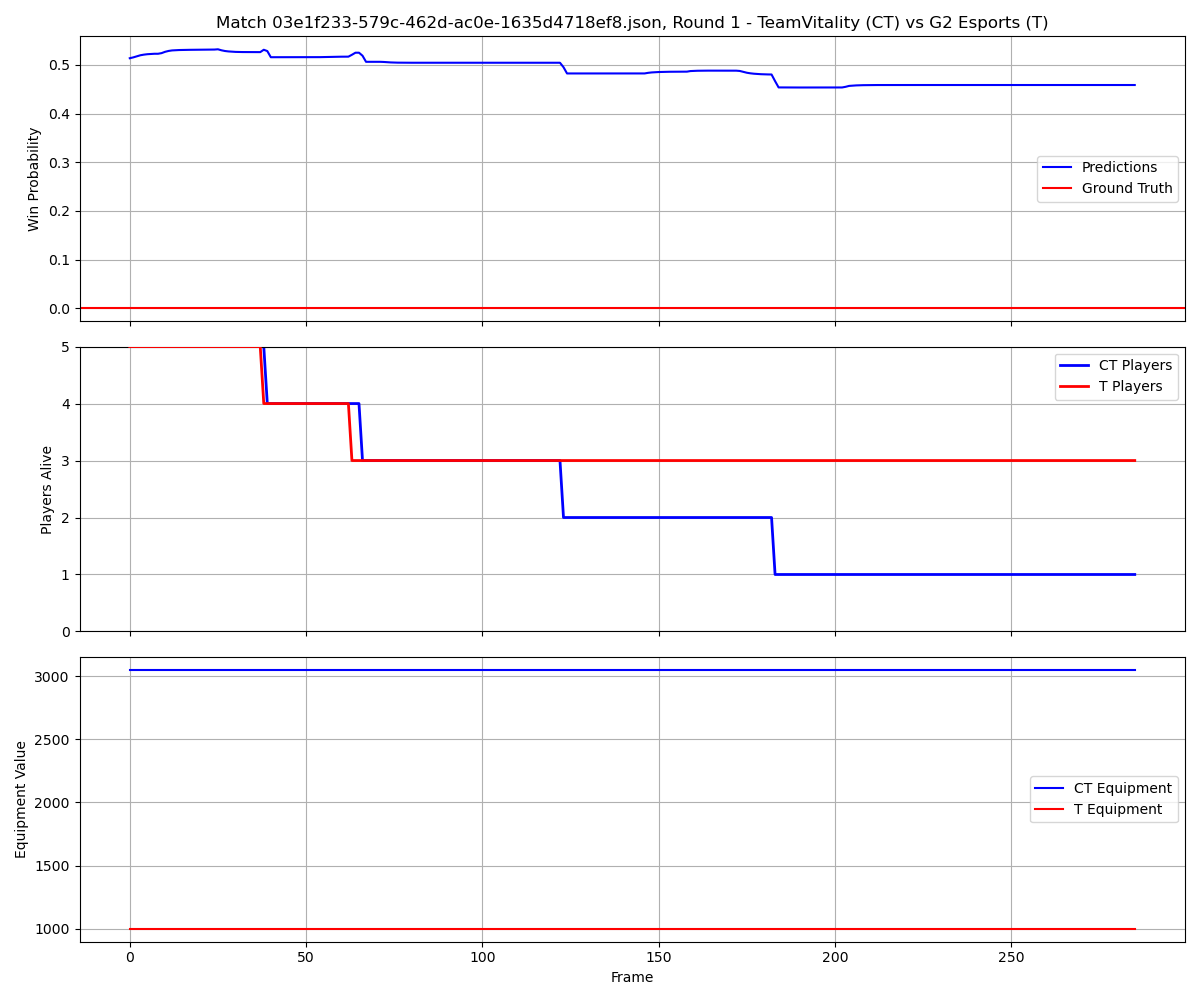 Match 03e1f233-579c-462d-ac0e-1635d4718ef8.json, Round 1 - TeamVitality (CT) vs G2 Esports (T)
Win Probability
0.5
0.4
0.3
0.2
0.1
0.0
Predictions
Ground Truth
Players Alive
5
4
3
2
1
0
CT Players
T Players
Equipment Value
3000
2500
2000
1500
1000
CT Equipment
T Equipment
0 50 100 150 200 250
Frame